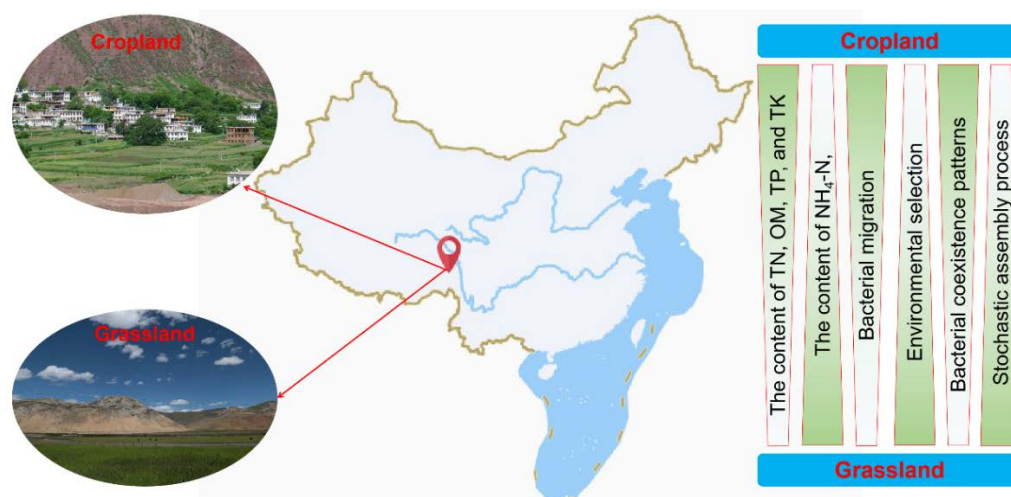 Cropland
Grassland
Cropland
The content of TN, OM, TP, and TK
The content of NH₄-N,
Bacterial migration
Environmental selection
Bacterial coexistence patterns
Stochastic assembly process
Grassland